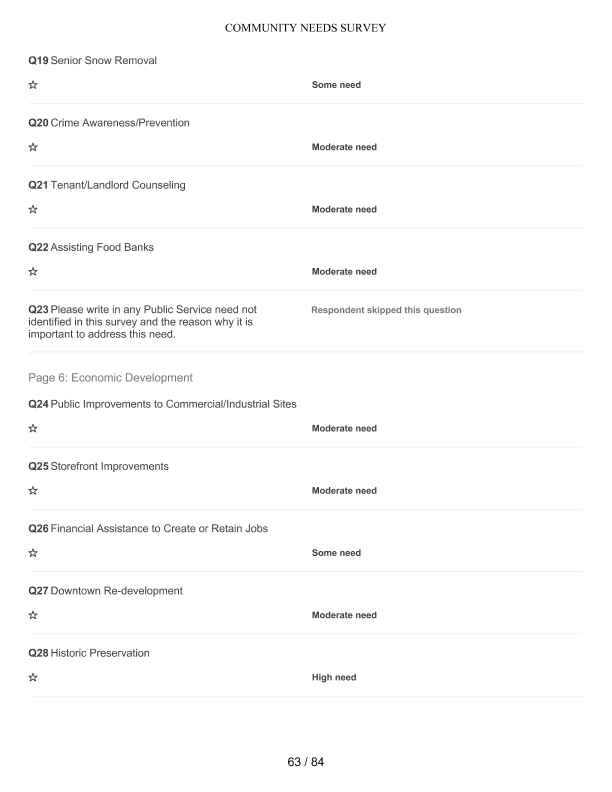 COMMUNITY NEEDS SURVEY
Q19 Senior Snow Removal
☆ Some need
Q20 Crime Awareness/Prevention
☆ Moderate need
Q21 Tenant/Landlord Counseling
☆ Moderate need
Q22 Assisting Food Banks
☆ Moderate need
Q23 Please write in any Public Service need not
identified in this survey and the reason why it is
important to address this need.
Respondent skipped this question
Page 6: Economic Development
Q24 Public Improvements to Commercial/Industrial Sites
☆ Moderate need
Q25 Storefront Improvements
☆ Moderate need
Q26 Financial Assistance to Create or Retain Jobs
☆ Some need
Q27 Downtown Re-development
☆ Moderate need
Q28 Historic Preservation
☆ High need
63 / 84